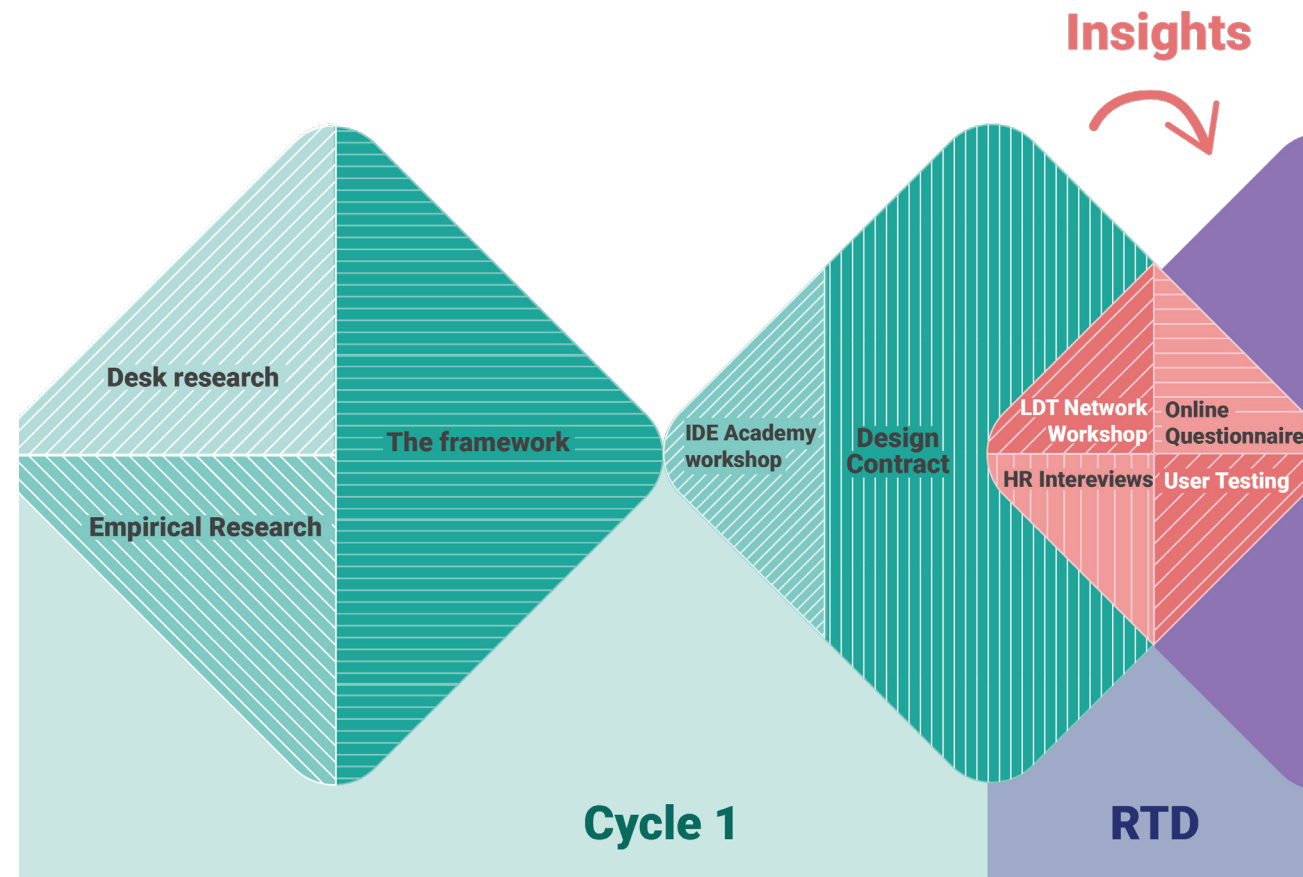 Insights
Desk research
Empirical Research
The framework
IDE Academy
workshop
Design
Contract
LDT Network
Workshop
Online
Questionnaire
HR Intereviews
User Testing
Cycle 1
RTD